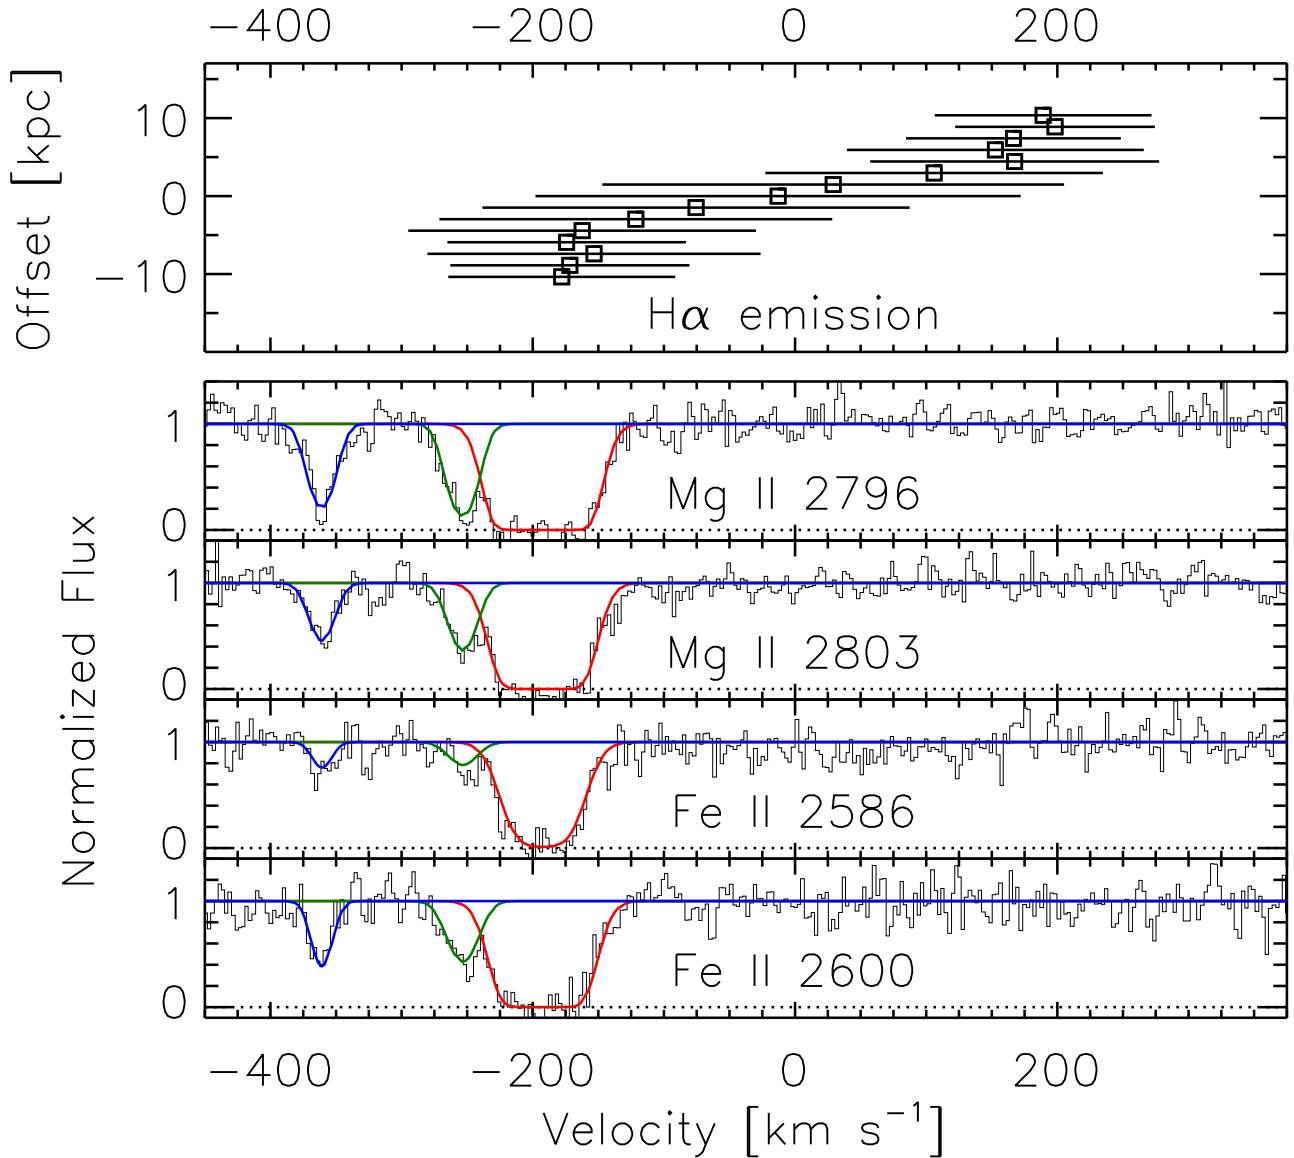 −400 −200 0 200
Offset [kpc]
10
0
−10
Hα emission
Normalized Flux
1
0
Mg II 2796
1
0
Mg II 2803
1
0
Fe II 2586
1
0
Fe II 2600
−400 −200 0 200
Velocity [km s⁻¹]